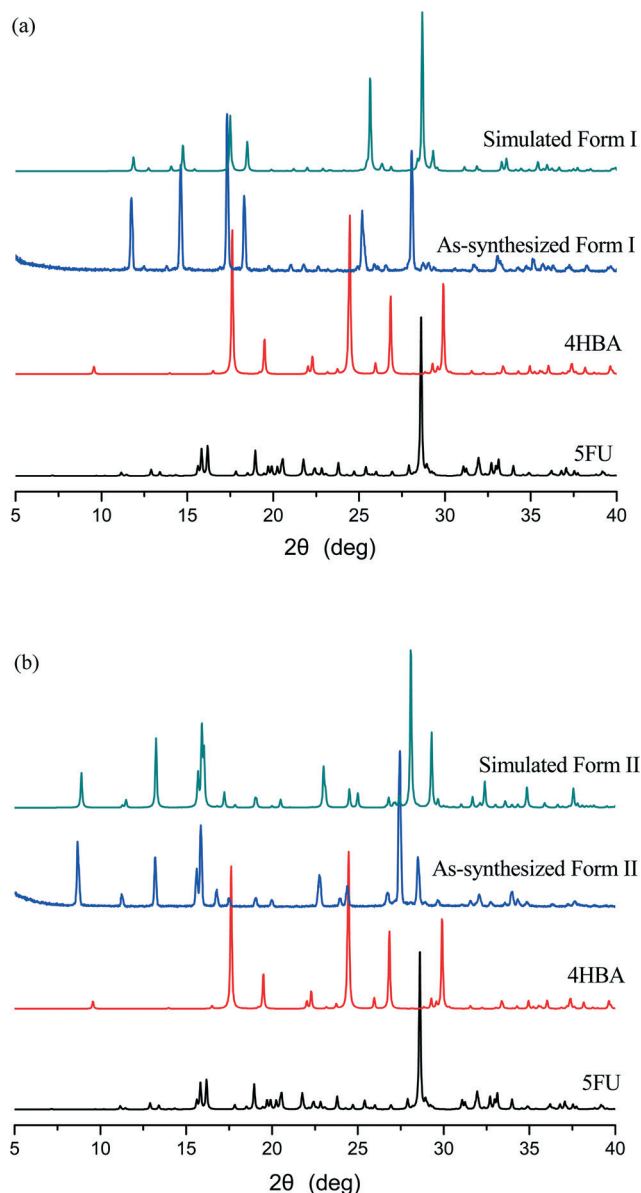 (a)
Simulated Form I
As-synthesized Form I
4HBA
5FU
5 10 15 20 25 30 35 40
2θ (deg)
(b)
Simulated Form II
As-synthesized Form II
4HBA
5FU
5 10 15 20 25 30 35 40
2θ (deg)